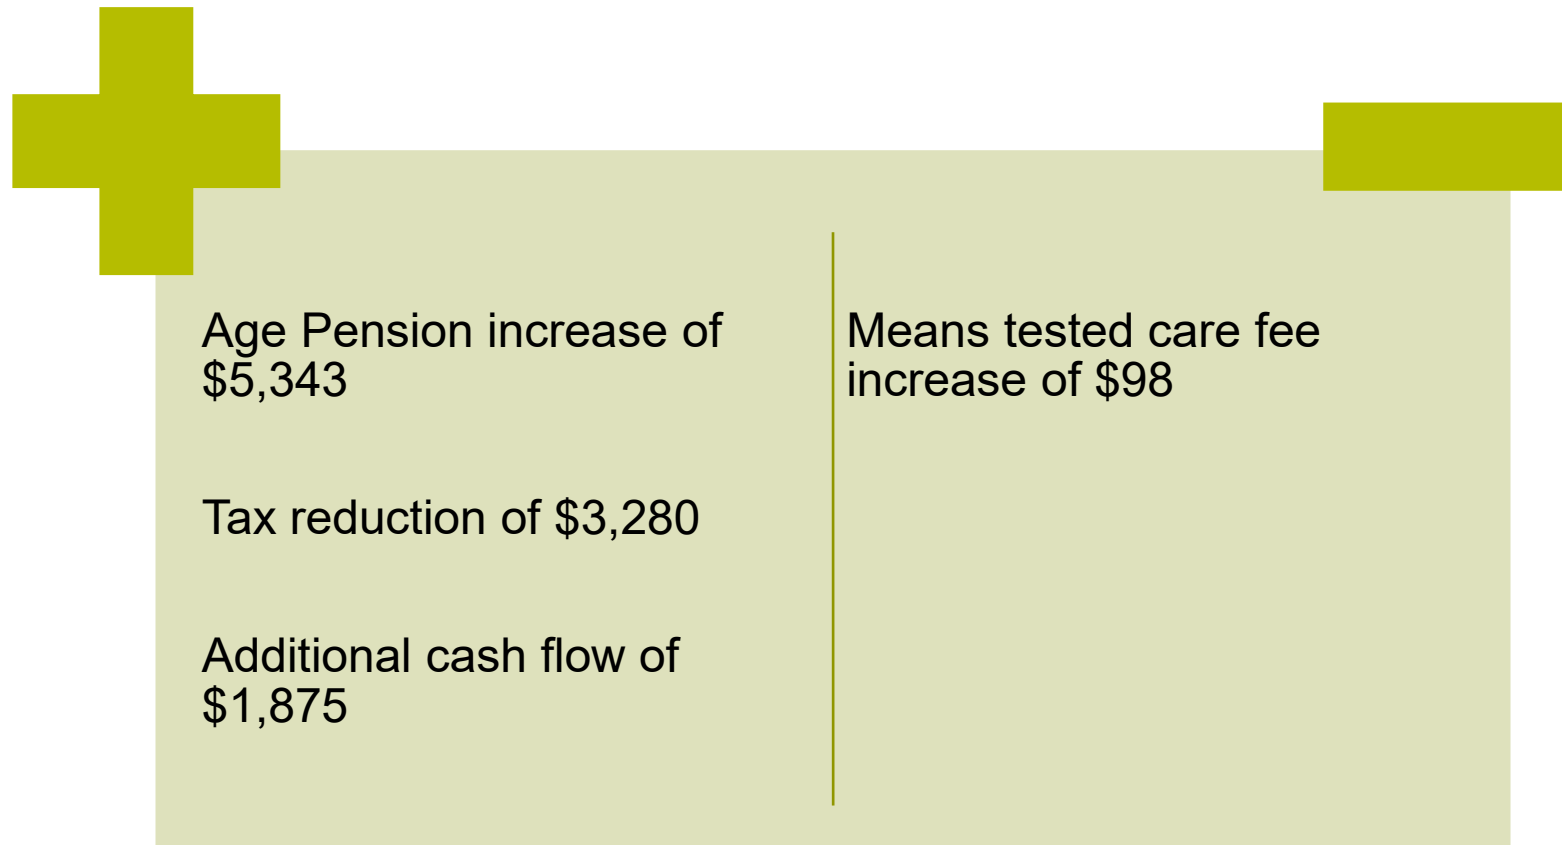 Age Pension increase of
$5,343
Tax reduction of $3,280
Additional cash flow of
$1,875
Means tested care fee
increase of $98